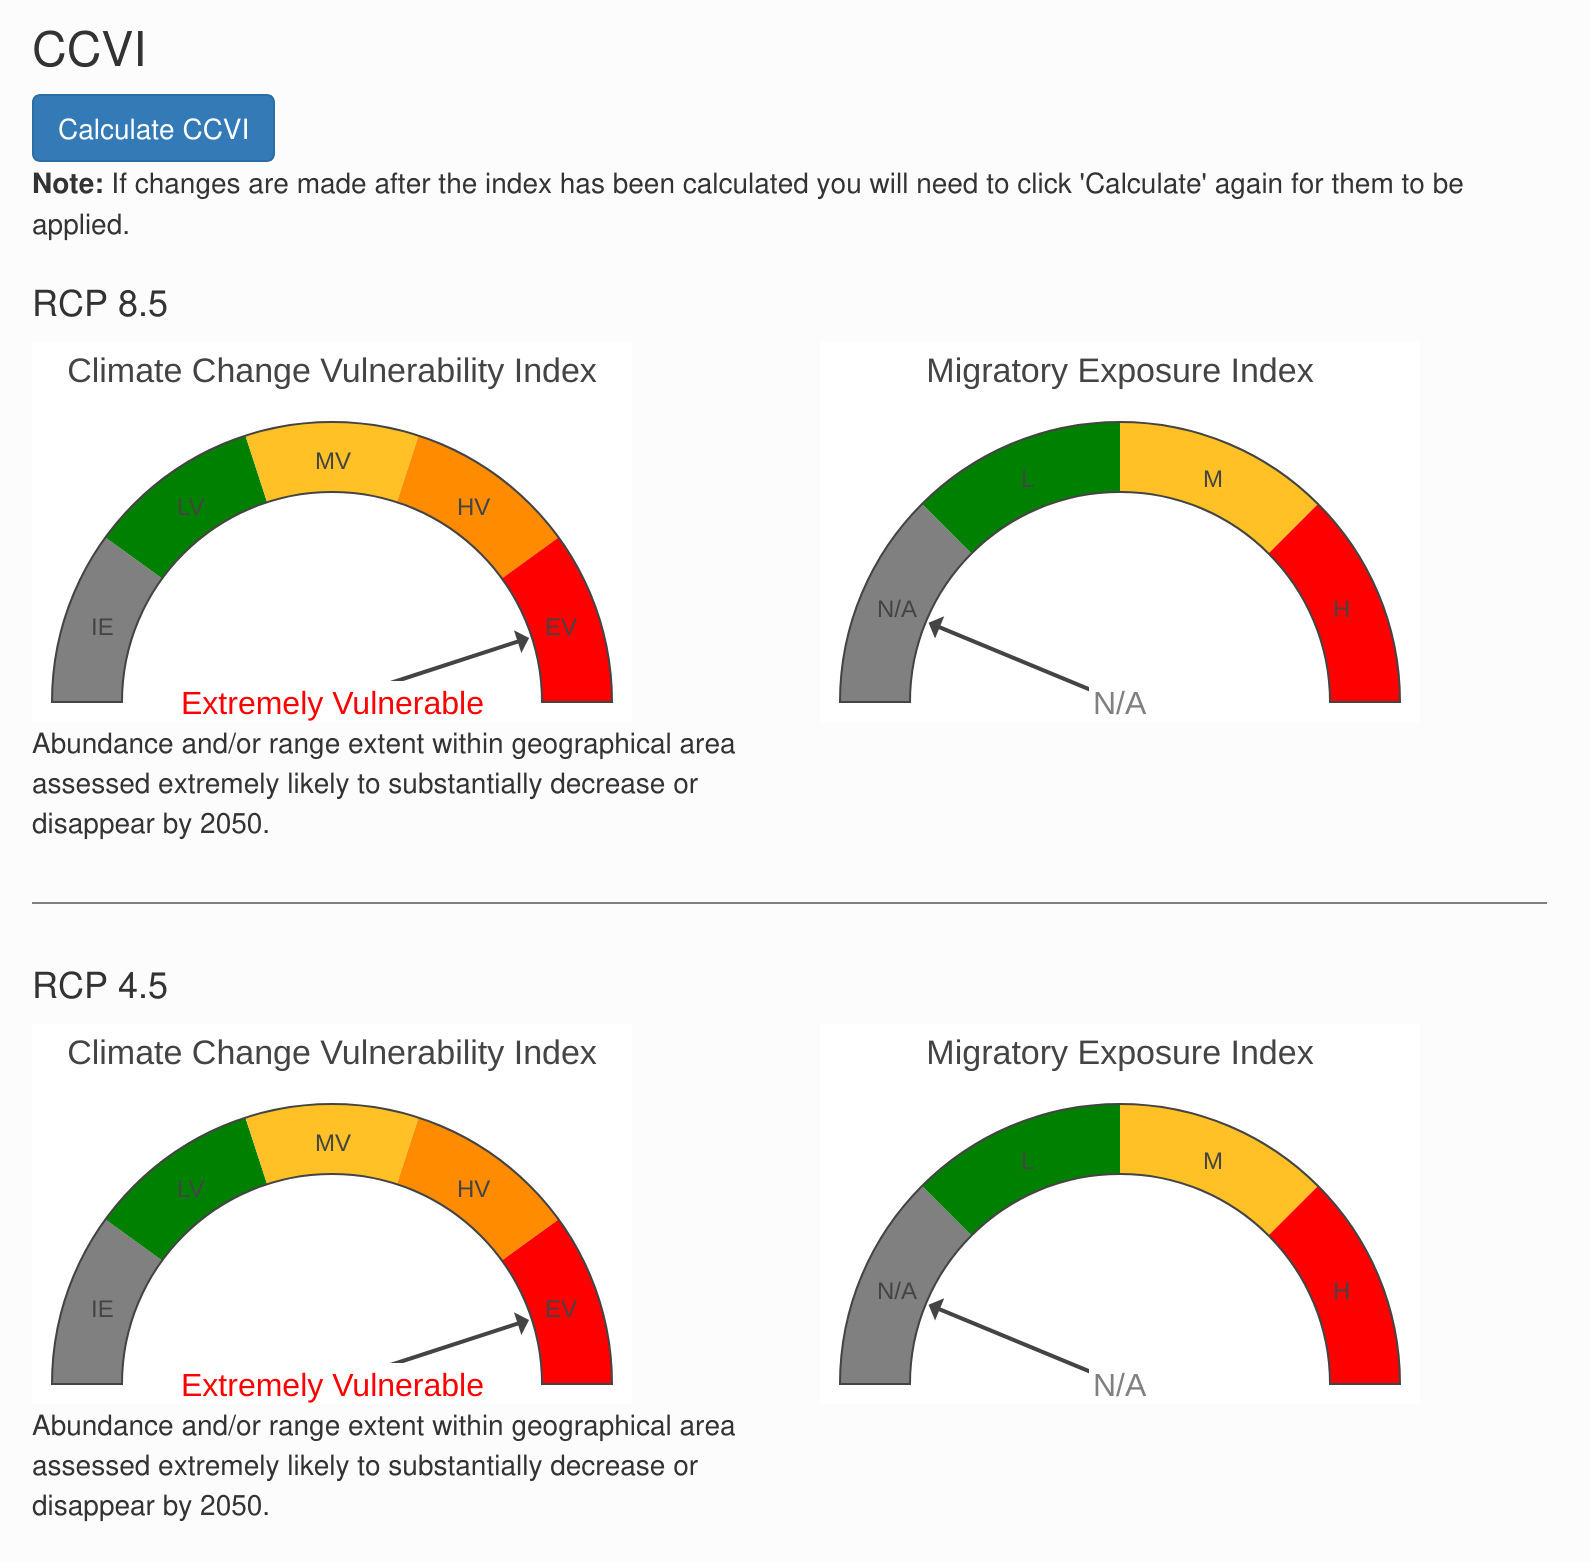 CCVI
Calculate CCVI
Note: If changes are made after the index has been calculated you will need to click 'Calculate' again for them to be
applied.
RCP 8.5
Climate Change Vulnerability Index
MV
LV
HV
IE
EV
Extremely Vulnerable
Abundance and/or range extent within geographical area
assessed extremely likely to substantially decrease or
disappear by 2050.
Migratory Exposure Index
L
M
N/A
H
N/A
RCP 4.5
Climate Change Vulnerability Index
MV
LV
HV
IE
EV
Extremely Vulnerable
Abundance and/or range extent within geographical area
assessed extremely likely to substantially decrease or
disappear by 2050.
Migratory Exposure Index
L
M
N/A
H
N/A